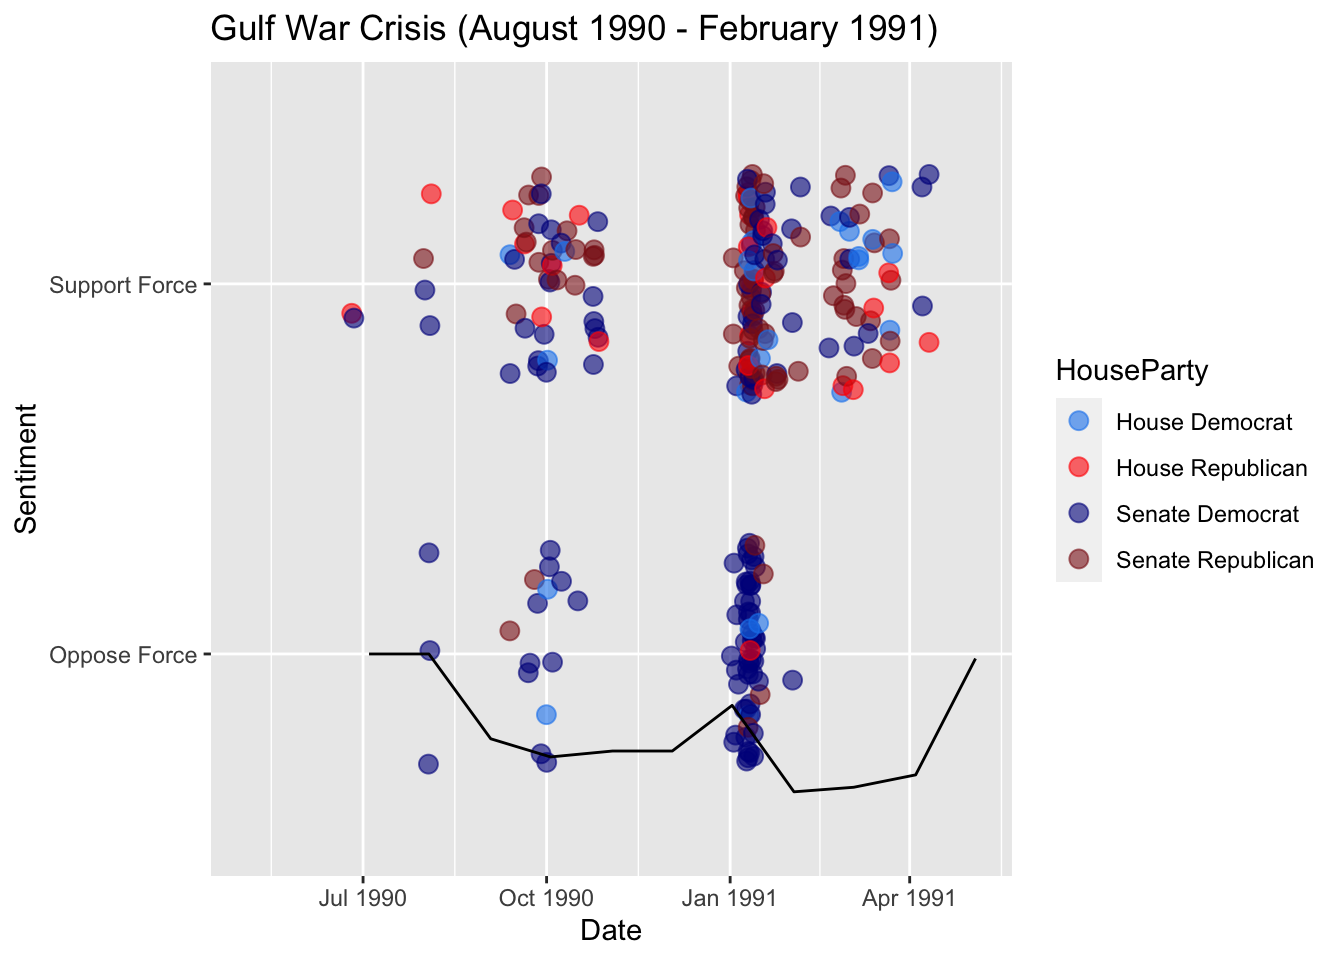 Gulf War Crisis (August 1990 - February 1991)
Support Force
Oppose Force
Sentiment
Jul 1990
Oct 1990
Jan 1991
Apr 1991
Date
HouseParty
House Democrat
House Republican
Senate Democrat
Senate Republican